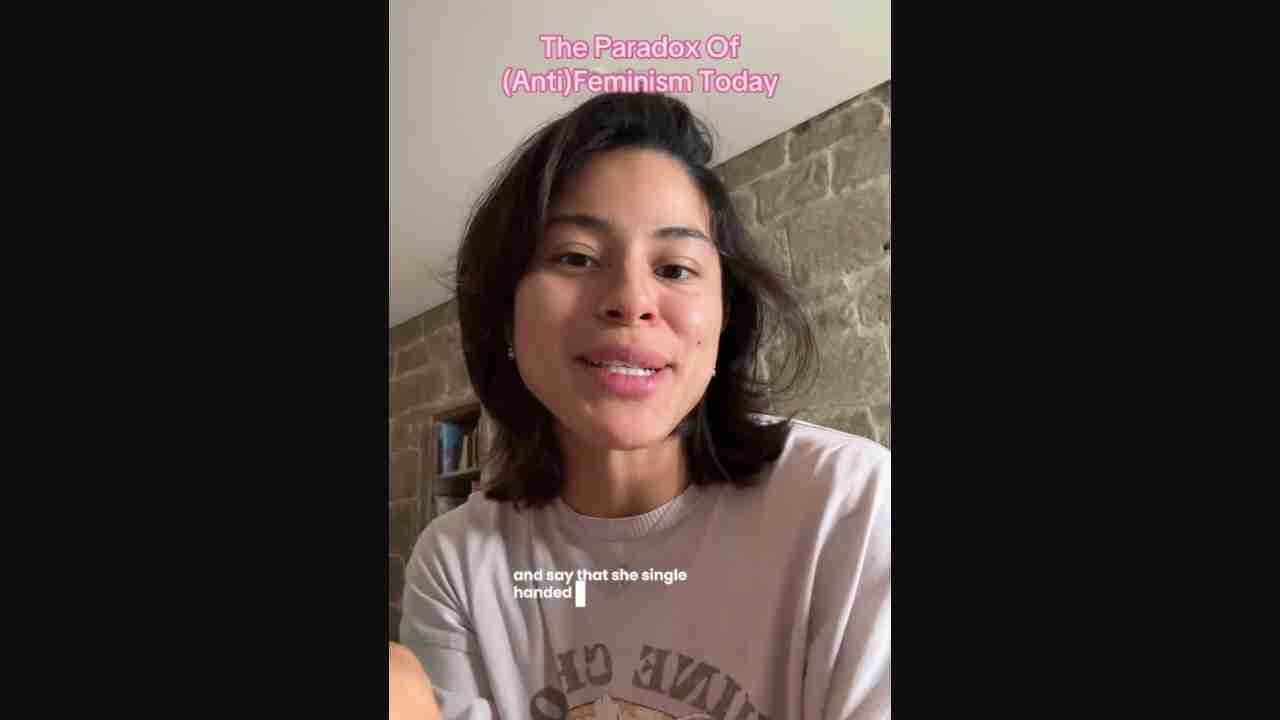 The Paradox Of
(Anti)Feminism Today
and say that she single
handed